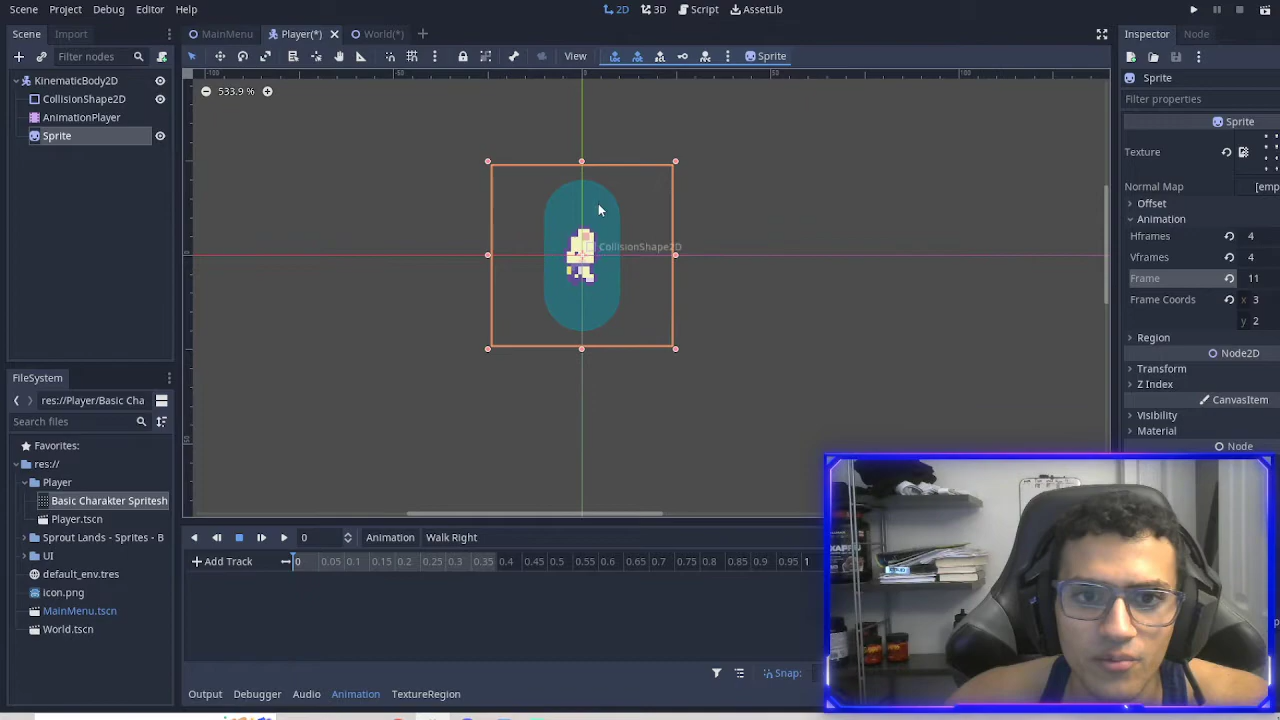 Scene Project Debug Editor Help
2D 3D Script AssetLib
Scene Import
MainMenu Player(*) World(*)
Inspector Node
Filter nodes
View
Sprite
Sprite
KinematicBody2D
CollisionShape2D
AnimationPlayer
Sprite
-100 -50 0 50 100
533.9 %
CollisionShape2D
Filter properties
Sprite
Texture
Normal Map [emp
Offset
Animation
Hframes 4
Vframes 4
Frame 11
Frame Coords x 3
y 2
Region
Node2D
Transform
Z Index
CanvasItem
Visibility
Material
Node
FileSystem
res://Player/Basic Cha
Search files
Favorites:
res://
Player
Basic Charakter Spritesh
Player.tscn
Sprout Lands - Sprites - B
UI
default_env.tres
icon.png
MainMenu.tscn
World.tscn
0 Animation Walk Right
Add Track 0 0.05 0.1 0.15 0.2 0.25 0.3 0.35 0.4 0.45 0.5 0.55 0.6 0.65 0.7 0.75 0.8 0.85 0.9 0.95 1
Snap:
Output Debugger Audio Animation TextureRegion